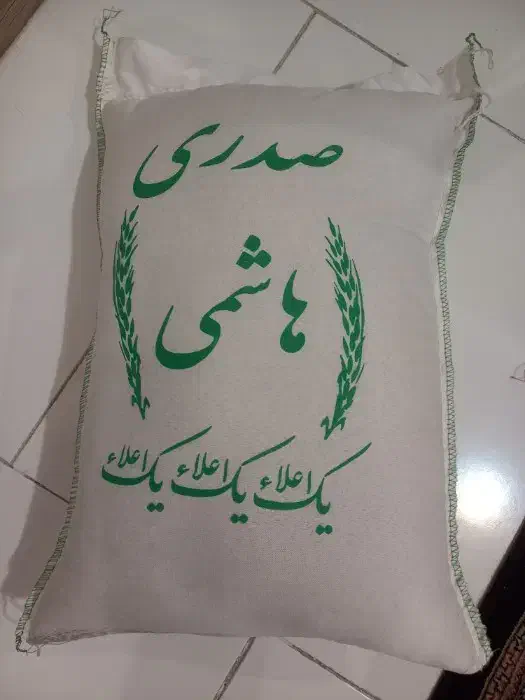 صدری
هاشمی
یک اعلاء یک اعلاء یک اعلاء